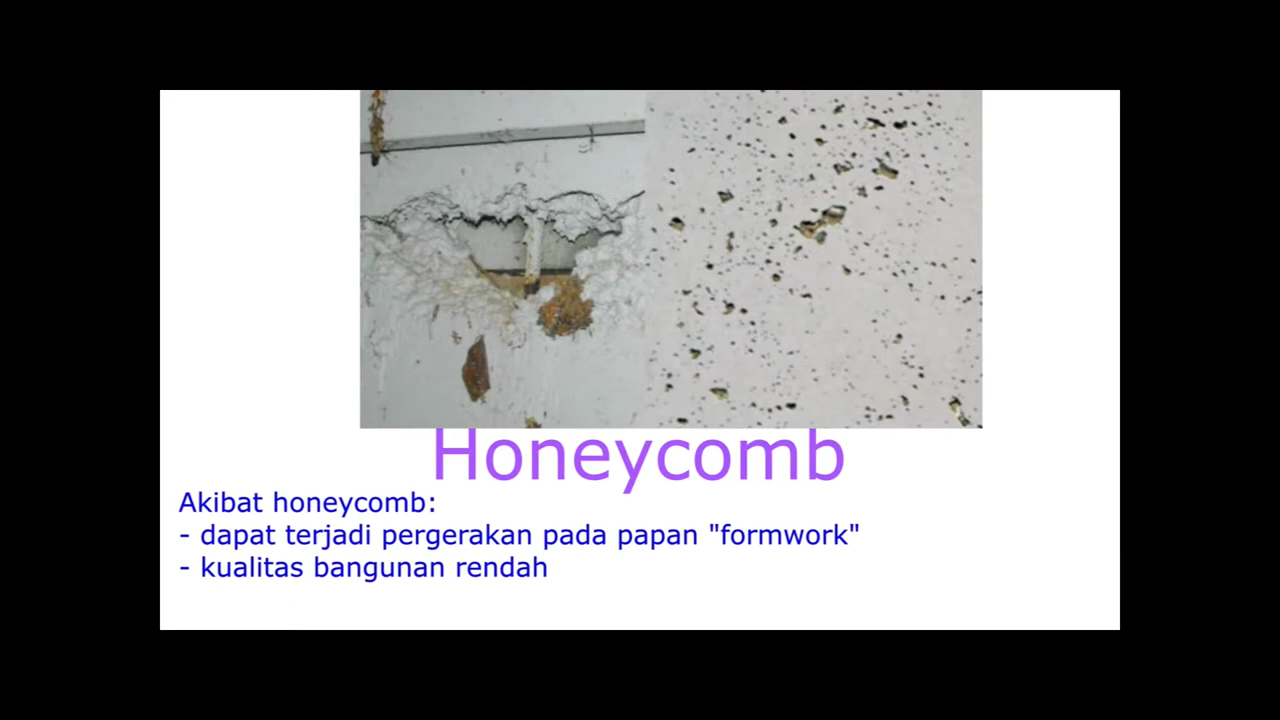 Honeycomb
Akibat honeycomb:
- dapat terjadi pergerakan pada papan "formwork"
- kualitas bangunan rendah